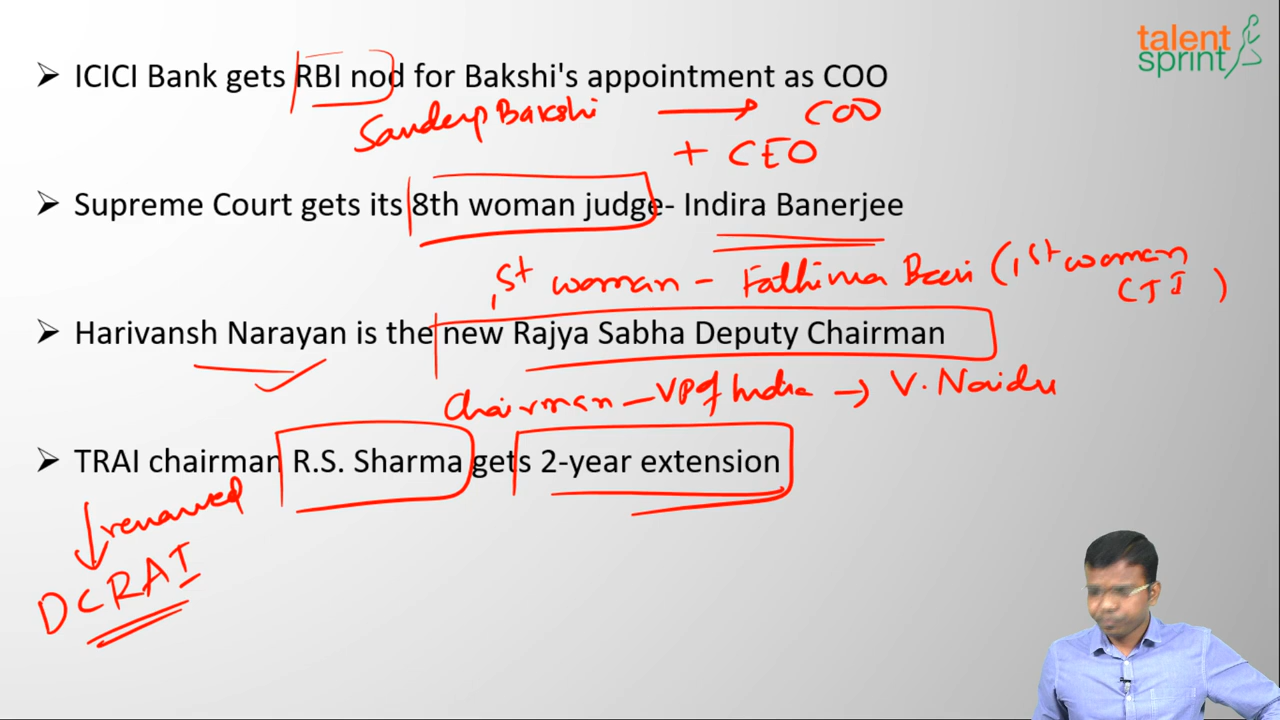 talent
sprint
➢ ICICI Bank gets RBI nod for Bakshi's appointment as COO
Sandeep Bakshi → COO
+ CEO
➢ Supreme Court gets its 8th woman judge- Indira Banerjee
1st woman - Fathima Beevi (1st woman
CJI)
➢ Harivansh Narayan is the new Rajya Sabha Deputy Chairman
Chairman - VP of India → V. Naidu
➢ TRAI chairman R.S. Sharma gets 2-year extension
↓ renamed
DCRAI